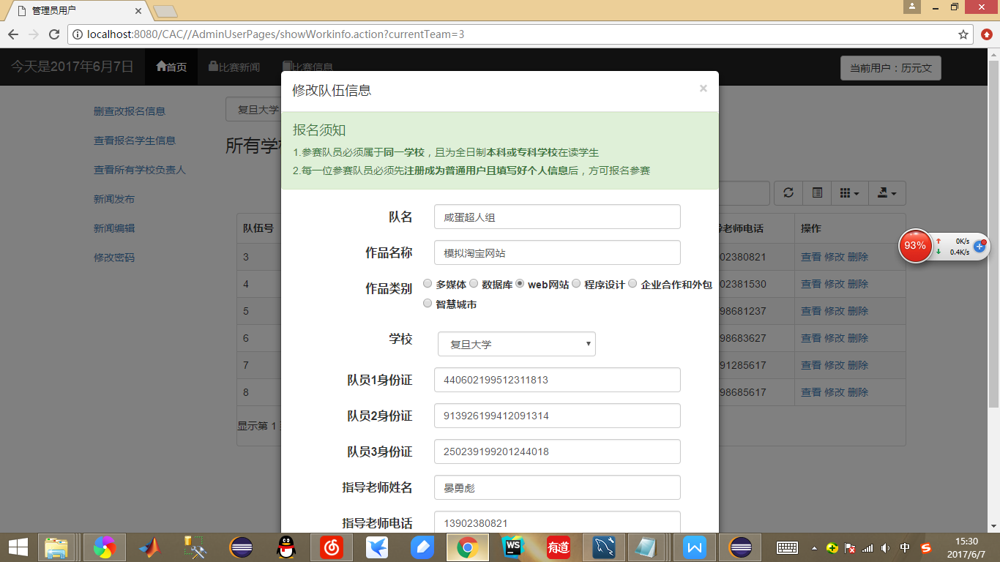 管理员用户
localhost:8080/CAC//AdminUserPages/showWorkinfo.action?currentTeam=3
今天是2017年6月7日 首页 比赛新闻 比赛信息 当前用户：历元文
修改队伍信息 ×
删查改报名信息
查看报名学生信息
查看所有学校负责人
新闻发布
新闻编辑
修改密码
复旦大学
所有学校
报名须知
1.参赛队员必须属于同一学校，且为全日制本科或专科学校在读学生
2.每一位参赛队员必须先注册成为普通用户且填写好个人信息后，方可报名参赛
队名 咸蛋超人组
作品名称 模拟淘宝网站
作品类别 多媒体 数据库 web网站 程序设计 企业合作和外包
智慧城市
学校 复旦大学
队员1身份证 440602199512311813
队员2身份证 913926199412091314
队员3身份证 250239199201244018
指导老师姓名 晏勇彪
指导老师电话 13902380821
队伍号 老师电话 操作
3 02380821 查看 修改 删除
4 02381530 查看 修改 删除
5 98681237 查看 修改 删除
6 98683627 查看 修改 删除
7 91285617 查看 修改 删除
8 98685617 查看 修改 删除
显示第 1
93% 0K/s
0.4K/s
WS 有道 中
15:30
2017/6/7